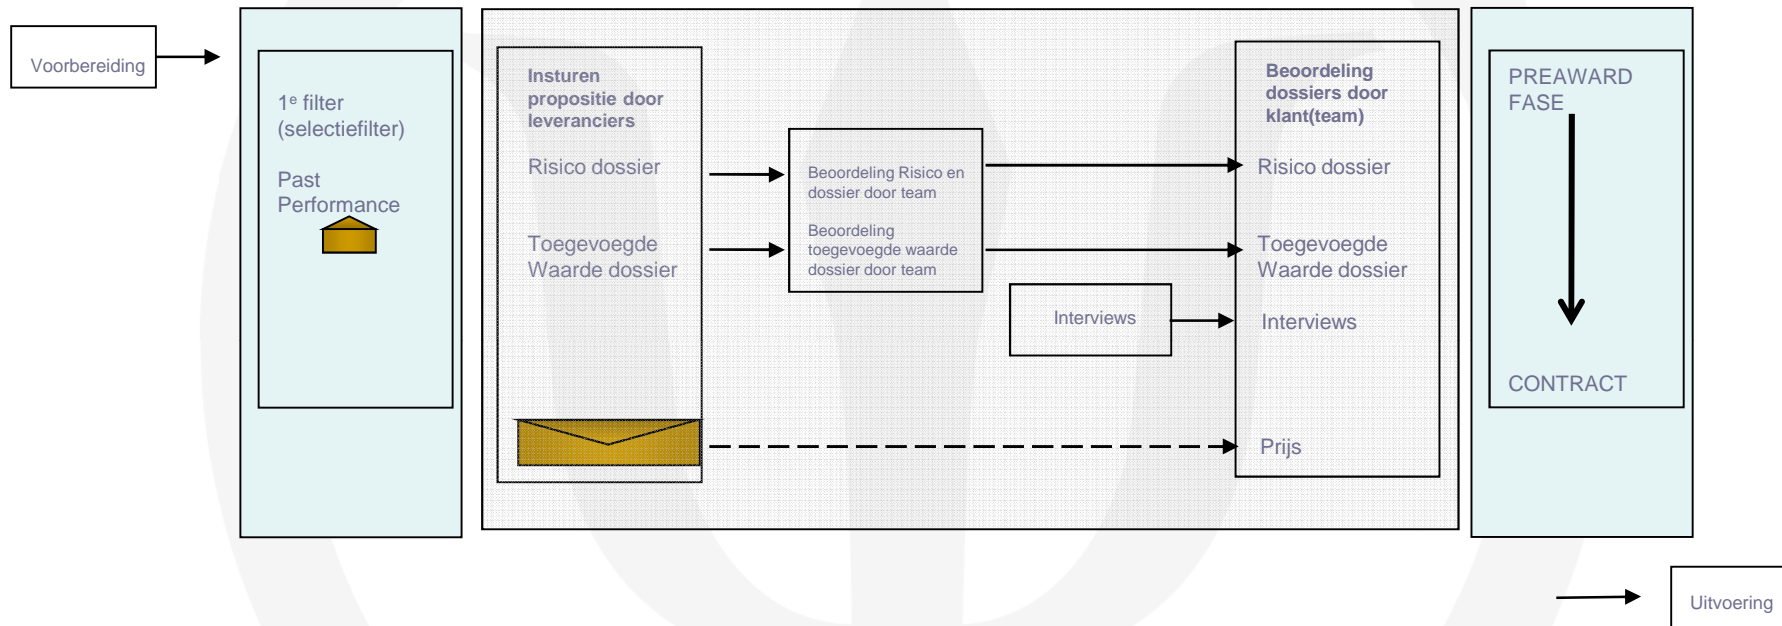 Voorbereiding
1e filter
(selectiefilter)
Past
Performance
Insturen
propositie door
leveranciers
Risico dossier
Toegevoegde
Waarde dossier
Beoordeling Risico en
dossier door team
Beoordeling
toegevoegde waarde
dossier door team
Interviews
Beoordeling
dossiers door
klant(team)
Risico dossier
Toegevoegde
Waarde dossier
Interviews
Prijs
PREAWARD
FASE
CONTRACT
Uitvoering